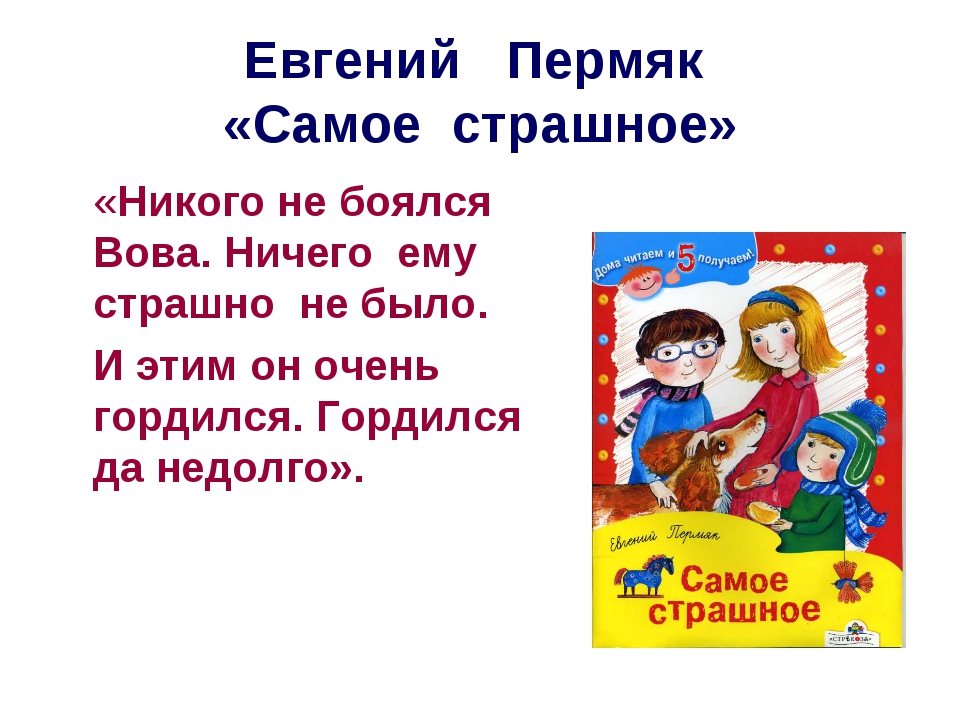 Евгений Пермяк
«Самое страшное»
«Никого не боялся
Вова. Ничего ему
страшно не было.
И этим он очень
гордился. Гордился
да недолго».
Дома читаем и 5 получаем!
Евгений Пермяк
Самое
страшное
«СТРЕКОЗА»